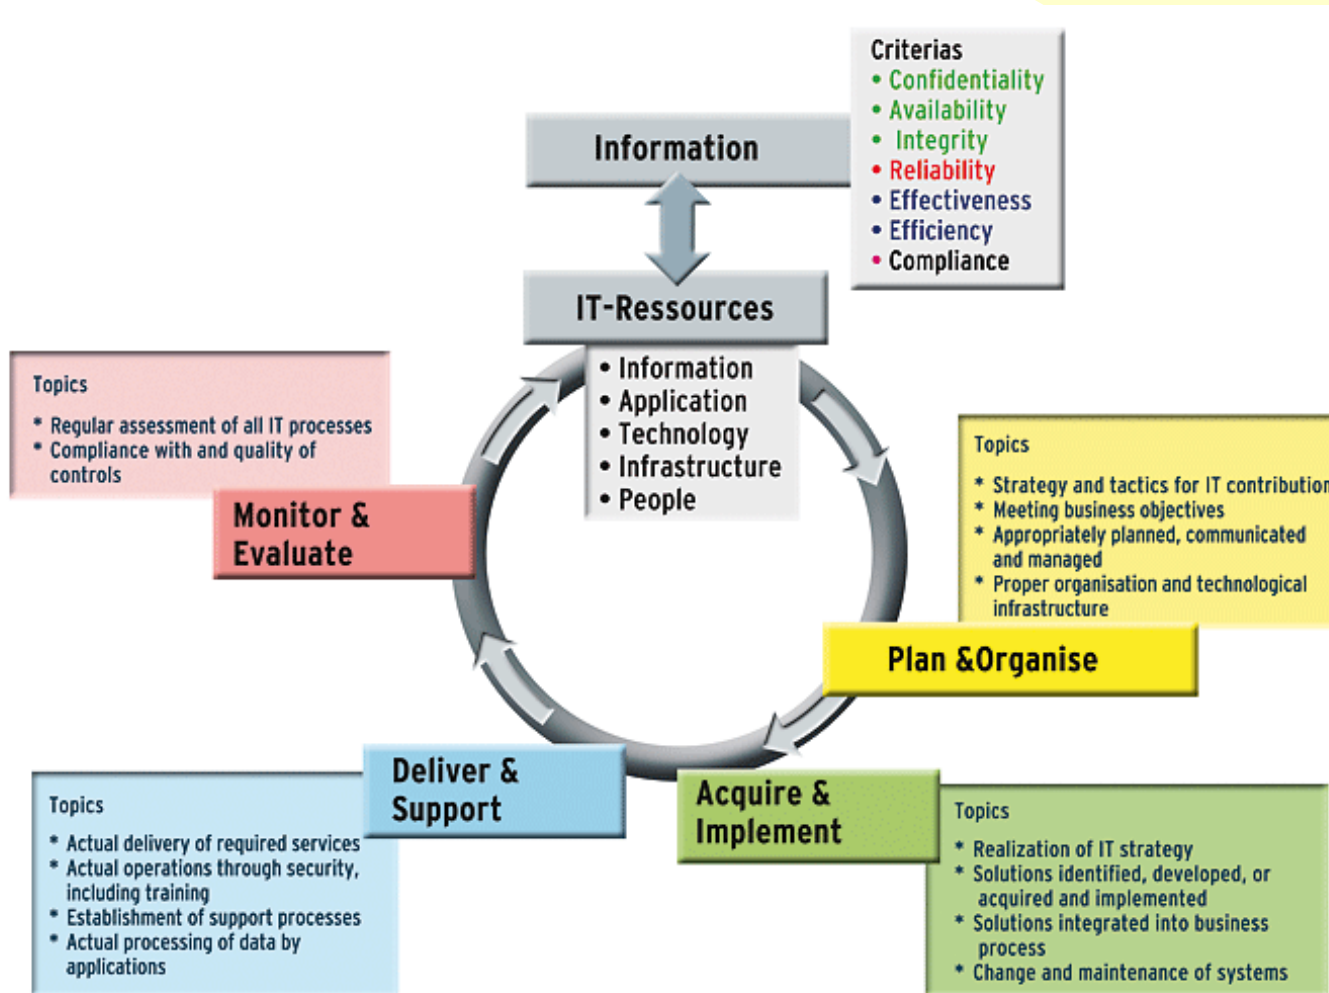 Criterias
• Confidentiality
• Availability
• Integrity
• Reliability
• Effectiveness
• Efficiency
• Compliance
Information
IT-Ressources
• Information
• Application
• Technology
• Infrastructure
• People
Topics
* Regular assessment of all IT processes
* Compliance with and quality of
controls
Monitor &
Evaluate
Topics
* Strategy and tactics for IT contribution
* Meeting business objectives
* Appropriately planned, communicated
and managed
* Proper organisation and technological
infrastructure
Plan &Organise
Deliver &
Support
Topics
* Actual delivery of required services
* Actual operations through security,
including training
* Establishment of support processes
* Actual processing of data by
applications
Acquire &
Implement
Topics
* Realization of IT strategy
* Solutions identified, developed, or
acquired and implemented
* Solutions integrated into business
process
* Change and maintenance of systems